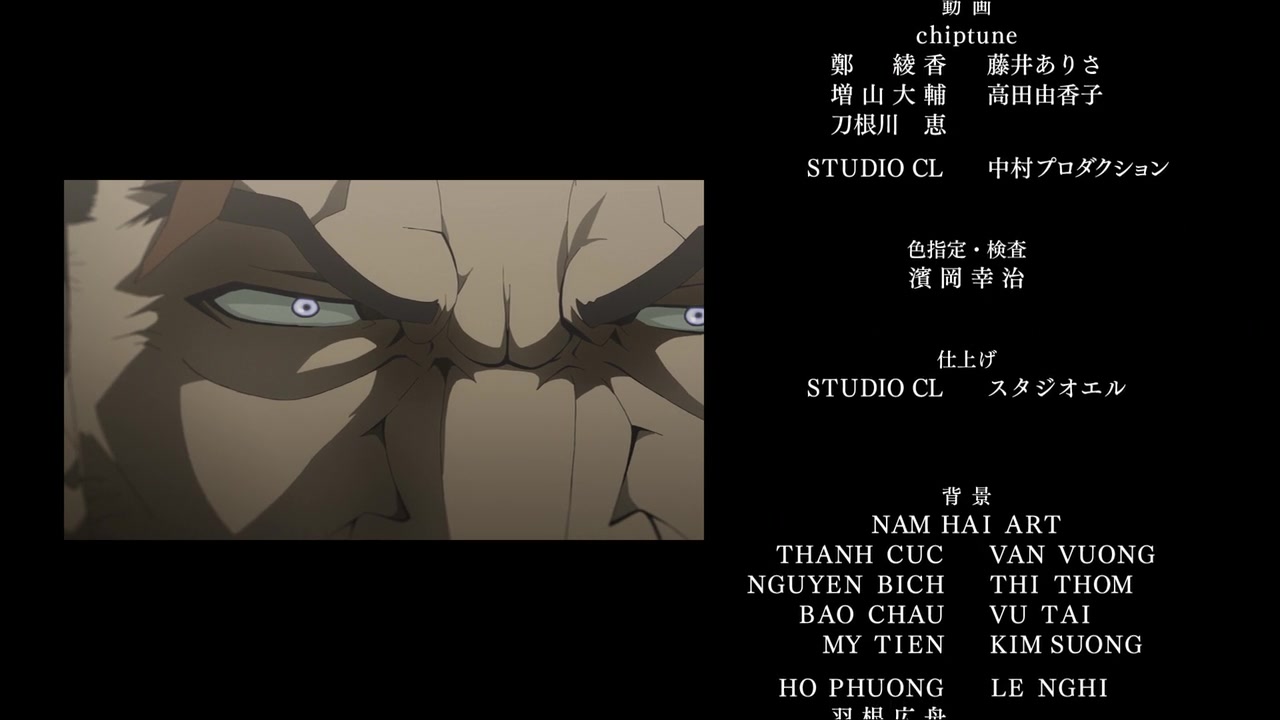 動画
chiptune
鄭 綾香 藤井ありさ
増山大輔 高田由香子
刀根川 恵
STUDIO CL 中村プロダクション
色指定・検査
濱岡幸治
仕上げ
STUDIO CL スタジオエル
背景
NAM HAI ART
THANH CUC VAN VUONG
NGUYEN BICH THI THOM
BAO CHAU VU TAI
MY TIEN KIM SUONG
HO PHUONG LE NGHI
羽根広舟